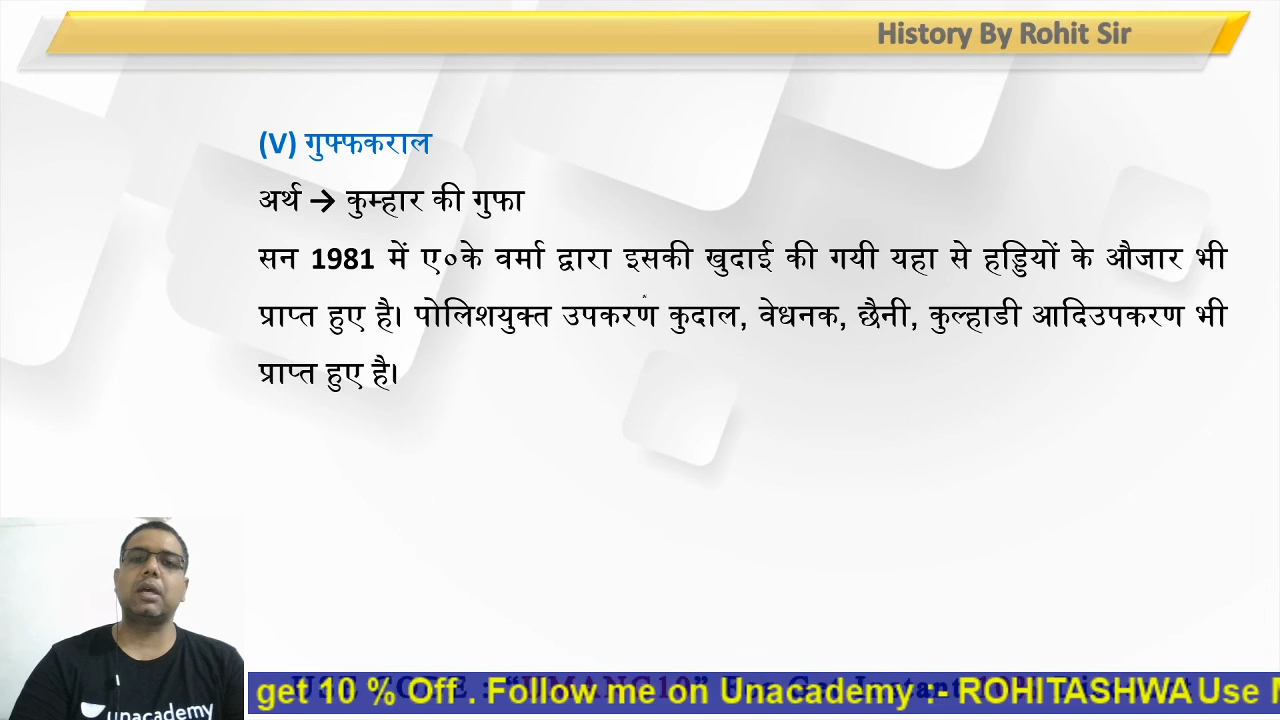 History By Rohit Sir
(V) गुफ्फकराल
अर्थ → कुम्हार की गुफा
सन 1981 में ए०के वर्मा द्वारा इसकी खुदाई की गयी यहा से हड्डियों के औजार भी
प्राप्त हुए है। पोलिशयुक्त उपकरण कुदाल, वेधनक, छैनी, कुल्हाडी आदिउपकरण भी
प्राप्त हुए है।
unacademy
get 10 % Off . Follow me on Unacademy :- ROHITASHWA Use